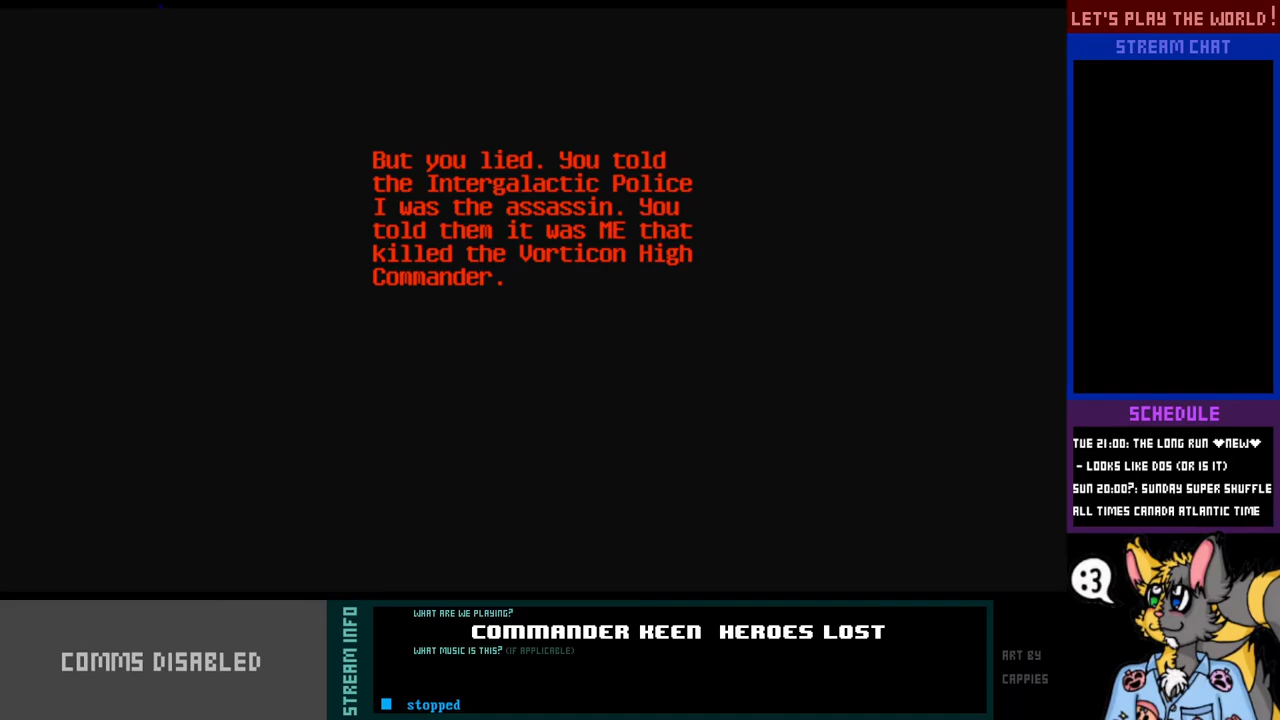 But you lied. You told
the Intergalactic Police
I was the assassin. You
told them it was ME that
killed the Vorticon High
Commander.
LET'S PLAY THE WORLD!
STREAM CHAT
SCHEDULE
TUE 21:00: THE LONG RUN ♥NEW♥
- LOOKS LIKE DOS (OR IS IT)
SUN 20:00?: SUNDAY SUPER SHUFFLE
ALL TIMES CANADA ATLANTIC TIME
:3
COMMS DISABLED
STREAM INFO
WHAT ARE WE PLAYING?
COMMANDER KEEN HEROES LOST
WHAT MUSIC IS THIS? (IF APPLICABLE)
stopped
ART BY
CAPPIES